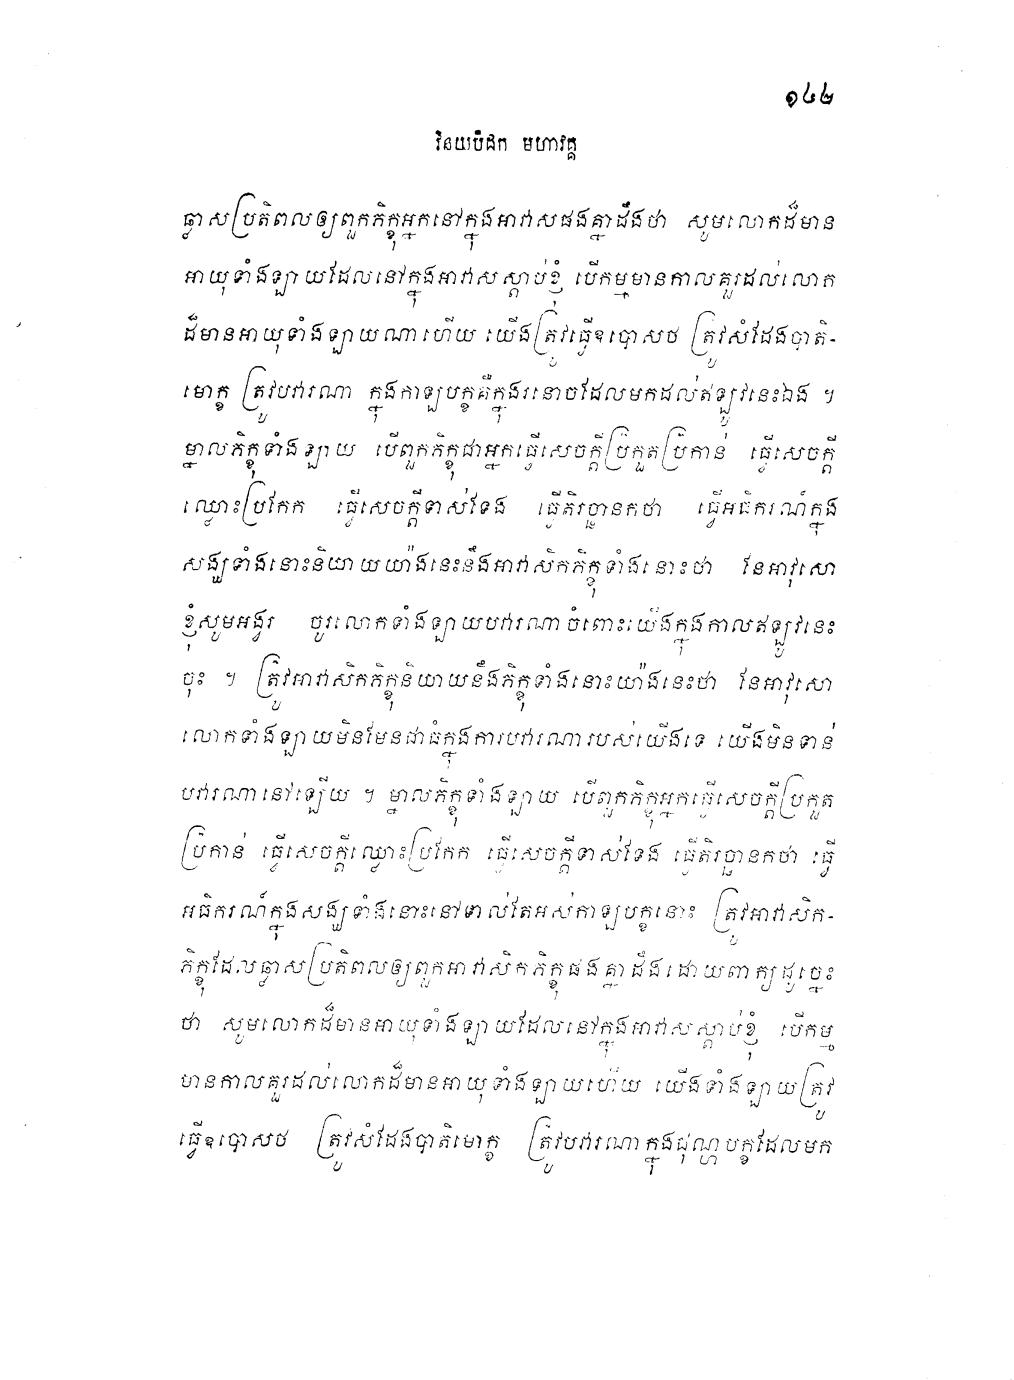 ១៤២
វិនយបិដក មហាវគ្គ
ធ្លាសប្រតិពលឲ្យពួកភិក្ខុអ្នកនៅក្នុងអាវាសផងគ្នាដឹងថា សូមលោកដ៏មាន
អាយុទាំងឡាយដែលនៅក្នុងអាវាសស្តាប់ខ្ញុំ បើកម្មមានកាលគួរដល់លោក
ដ៏មានអាយុទាំងឡាយណាហើយ យើងត្រូវធ្វើឧបោសថ ត្រូវសំដែងបាតិ-
មោក្ខ ត្រូវបវារណា ក្នុងកាឡបក្ខគឺក្នុងរនោចដែលមកដល់ឥឡូវនេះឯង ។
ម្នាលភិក្ខុទាំងឡាយ បើពួកភិក្ខុជាអ្នកធ្វើសេចក្តីប្រកួតប្រកាន់ ធ្វើសេចក្តី
ឈ្លោះប្រកែក ធ្វើសេចក្តីទាស់ទែង ធ្វើតិរច្ឆានកថា ធ្វើអធិករណ៍ក្នុង
សង្ឃទាំងនោះនិយាយយ៉ាងនេះនឹងអាវាសិកភិក្ខុទាំងនោះថា នែអាវុសោ
ខ្ញុំសូមអង្វរ ចូរលោកទាំងឡាយបវារណាចំពោះយើងក្នុងកាលឥឡូវនេះ
ចុះ ។ ត្រូវអាវាសិកភិក្ខុនិយាយនឹងភិក្ខុទាំងនោះយ៉ាងនេះថា នែអាវុសោ
លោកទាំងឡាយមិនមែនជាធំក្នុងការបវារណារបស់យើងទេ យើងមិនទាន់
បវារណានៅឡើយ ។ ម្នាលភិក្ខុទាំងឡាយ បើពួកភិក្ខុអ្នកធ្វើសេចក្តីប្រកួត
ប្រកាន់ ធ្វើសេចក្តីឈ្លោះប្រកែក ធ្វើសេចក្តីទាស់ទែង ធ្វើតិរច្ឆានកថា ធ្វើ
អធិករណ៍ក្នុងសង្ឃទាំងនោះនៅទាល់តែអស់កាឡបក្ខនោះ ត្រូវអាវាសិក-
ភិក្ខុដែលធ្លាសប្រតិពលឲ្យពួកអាវាសិកភិក្ខុផងគ្នាដឹងដោយពាក្យដូច្នេះ
ថា សូមលោកដ៏មានអាយុទាំងឡាយដែលនៅក្នុងអាវាសស្តាប់ខ្ញុំ បើកម្ម
មានកាលគួរដល់លោកដ៏មានអាយុទាំងឡាយហើយ យើងទាំងឡាយត្រូវ
ធ្វើឧបោសថ ត្រូវសំដែងបាតិមោក្ខ ត្រូវបវារណាក្នុងជុណ្ហបក្ខដែលមក